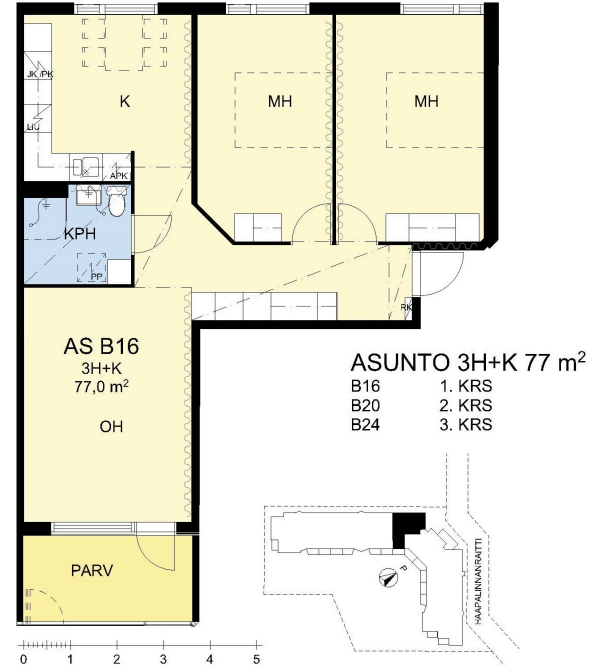 JK /PK
K
MH
MH
LIU
APK
KPH
PP
RK
AS B16
3H+K
77,0 m²
OH
ASUNTO 3H+K 77 m²
B16 1. KRS
B20 2. KRS
B24 3. KRS
PARV
HAAPALINNANRAITTI
P
0 1 2 3 4 5